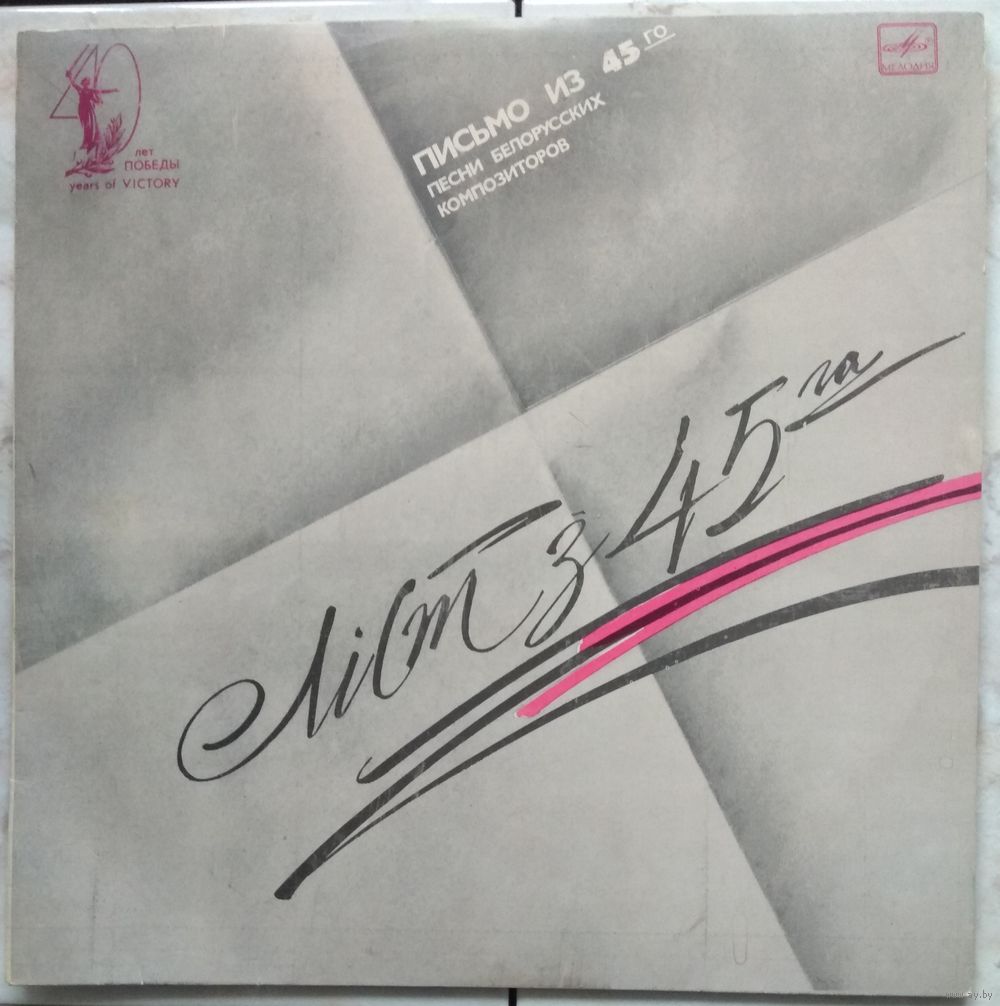 40
лет
ПОБЕДЫ
years of VICTORY
ПИСЬМО ИЗ 45 ГО
ПЕСНИ БЕЛОРУССКИХ
КОМПОЗИТОРОВ
МЕЛОДИЯ
Ліст з 45 га